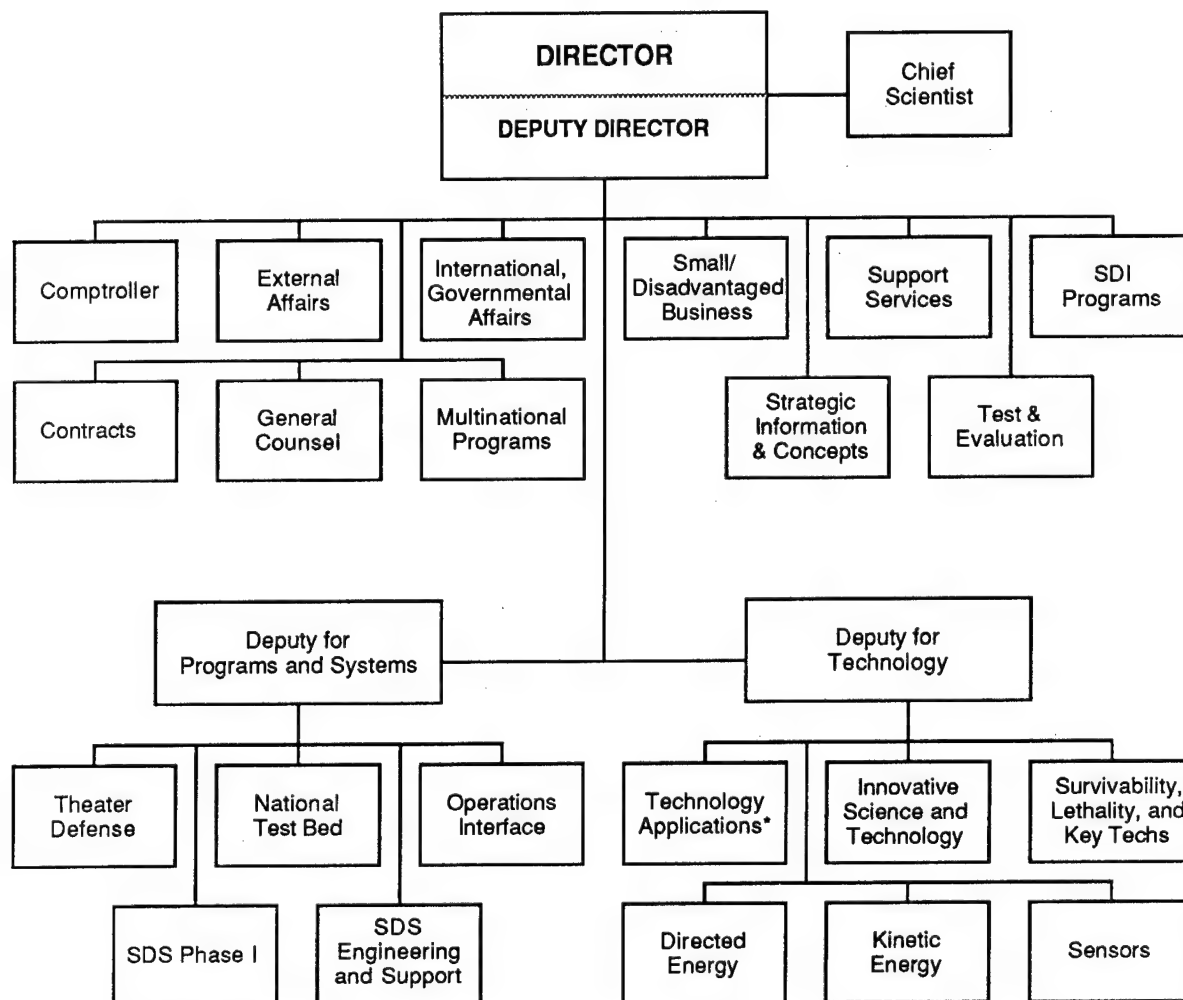 DIRECTOR
DEPUTY DIRECTOR
Chief
Scientist
Comptroller
External
Affairs
International,
Governmental
Affairs
Small/
Disadvantaged
Business
Support
Services
SDI
Programs
Contracts
General
Counsel
Multinational
Programs
Strategic
Information
& Concepts
Test &
Evaluation
Deputy for
Programs and Systems
Deputy for
Technology
Theater
Defense
National
Test Bed
Operations
Interface
Technology
Applications*
Innovative
Science and
Technology
Survivability,
Lethality, and
Key Techs
SDS Phase I
SDS
Engineering
and Support
Directed
Energy
Kinetic
Energy
Sensors